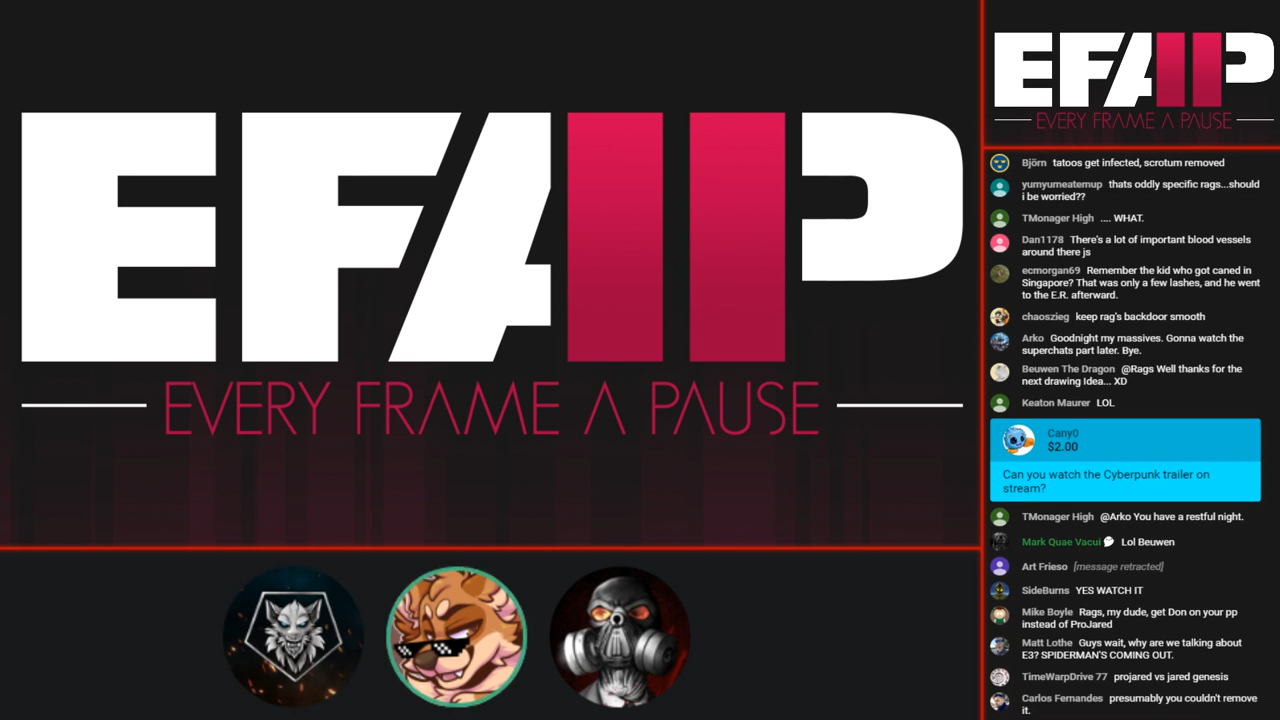 EFAP
EVERY FRAME A PAUSE
EFAP
EVERY FRAME A PAUSE
Björn tatoos get infected, scrotum removed
yumyumeatemup thats oddly specific rags...should
i be worried??
TMonager High .... WHAT.
Dan1178 There's a lot of important blood vessels
around there js
ecmorgan69 Remember the kid who got caned in
Singapore? That was only a few lashes, and he went
to the E.R. afterward.
chaoszieg keep rag's backdoor smooth
Arko Goodnight my massives. Gonna watch the
superchats part later. Bye.
Beuwen The Dragon @Rags Well thanks for the
next drawing Idea... XD
Keaton Maurer LOL
Cany0
$2.00
Can you watch the Cyberpunk trailer on
stream?
TMonager High @Arko You have a restful night.
Mark Quae Vacui Lol Beuwen
Art Frieso [message retracted]
SideBurns YES WATCH IT
Mike Boyle Rags, my dude, get Don on your pp
instead of ProJared
Matt Lothe Guys wait, why are we talking about
E3? SPIDERMAN'S COMING OUT.
TimeWarpDrive 77 projared vs jared genesis
Carlos Fernandes presumably you couldn't remove
it.